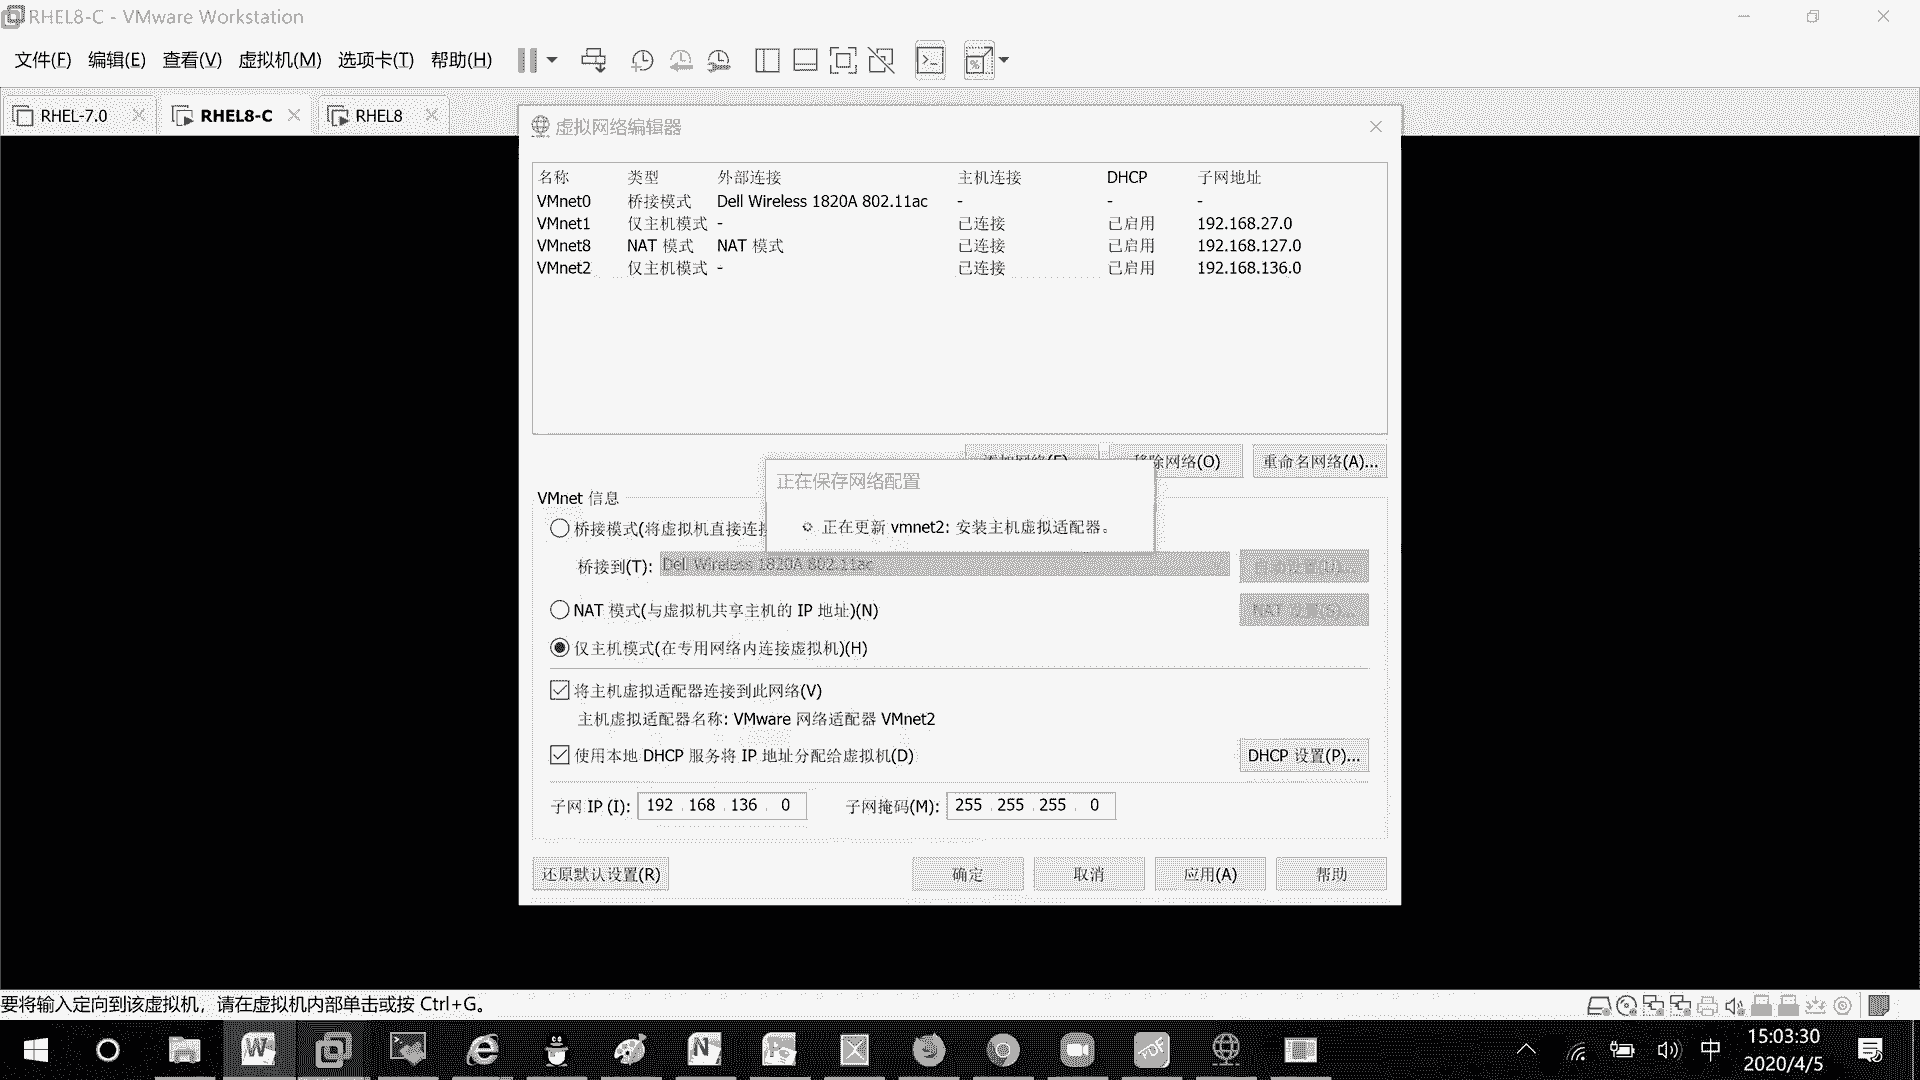 RHEL8-C - VMware Workstation
文件(F) 编辑(E) 查看(V) 虚拟机(M) 选项卡(T) 帮助(H)
RHEL-7.0 RHEL8-C RHEL8
虚拟网络编辑器
名称 类型 外部连接 主机连接 DHCP 子网地址
VMnet0 桥接模式 Dell Wireless 1820A 802.11ac - - -
VMnet1 仅主机模式 - 已连接 已启用 192.168.27.0
VMnet8 NAT 模式 NAT 模式 已连接 已启用 192.168.127.0
VMnet2 仅主机模式 - 已连接 已启用 192.168.136.0
添加网络(E)... 移除网络(O) 重命名网络(A)...
正在保存网络配置
正在更新 vmnet2: 安装主机虚拟适配器。
VMnet 信息
桥接模式(将虚拟机直接连接
桥接到(T): Dell Wireless 1820A 802.11ac 自动设置(U)...
NAT 模式(与虚拟机共享主机的 IP 地址)(N) NAT 设置(S)...
仅主机模式(在专用网络内连接虚拟机)(H)
将主机虚拟适配器连接到此网络(V)
主机虚拟适配器名称: VMware 网络适配器 VMnet2
使用本地 DHCP 服务将 IP 地址分配给虚拟机(D) DHCP 设置(P)...
子网 IP (I): 192 . 168 . 136 . 0 子网掩码(M): 255 . 255 . 255 . 0
还原默认设置(R) 确定 取消 应用(A) 帮助
要将输入定向到该虚拟机，请在虚拟机内部单击或按 Ctrl+G。
中 15:03:30
2020/4/5